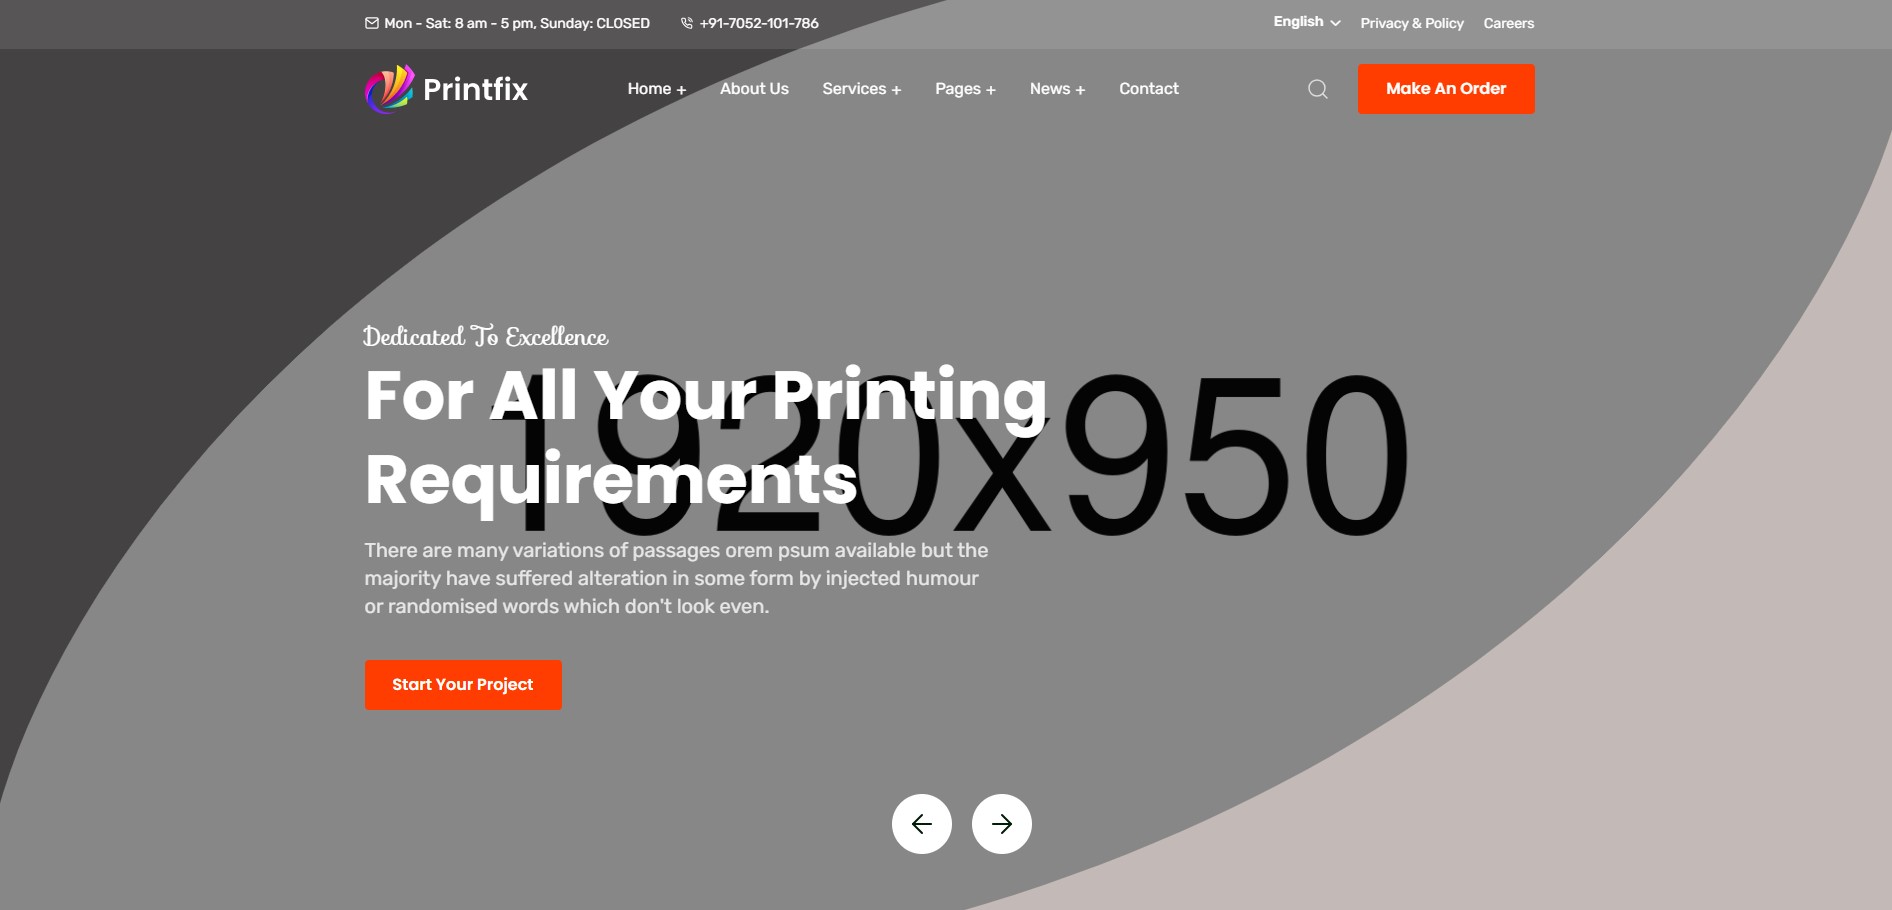 Mon - Sat: 8 am - 5 pm, Sunday: CLOSED +91-7052-101-786 English Privacy & Policy Careers
Printfix Home + About Us Services + Pages + News + Contact Make An Order
Dedicated To Excellence
For All Your Printing
Requirements
1920x950
There are many variations of passages orem psum available but the
majority have suffered alteration in some form by injected humour
or randomised words which don't look even.
Start Your Project